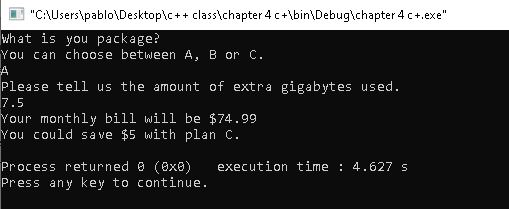 "C:\Users\pablo\Desktop\c++ class\chapter 4 c+\bin\Debug\chapter 4 c+.exe"
What is you package?
You can choose between A, B or C.
A
Please tell us the amount of extra gigabytes used.
7.5
Your monthly bill will be $74.99
You could save $5 with plan C.
Process returned 0 (0x0)   execution time : 4.627 s
Press any key to continue.